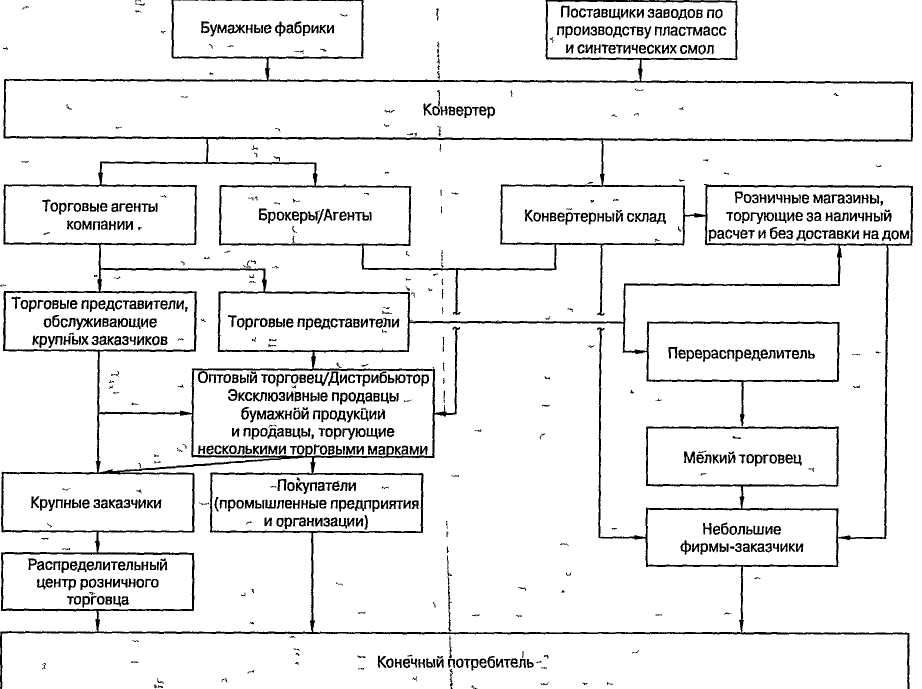 Бумажные фабрики
Поставщики заводов по
производству пластмасс
и синтетических смол
Конвертер
Торговые агенты
компании
Брокеры/Агенты
Конвертерный склад
Розничные магазины,
торгующие за наличный
расчет и без доставки на дом
Торговые представители,
обслуживающие
крупных заказчиков
Торговые представители
Перераспределитель
Оптовый торговец/Дистрибьютор
Эксклюзивные продавцы
бумажной продукции
и продавцы, торгующие
несколькими торговыми марками
Мелкий торговец
Крупные заказчики
Покупатели
(промышленные предприятия
и организации)
Небольшие
фирмы-заказчики
Распределительный
центр розничного
торговца
Конечный потребитель